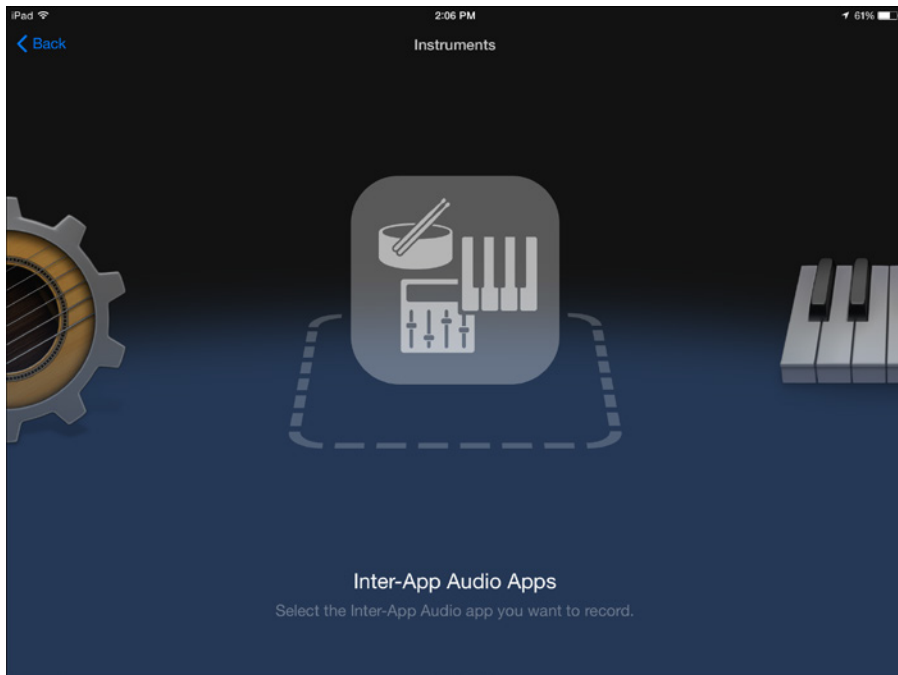 iPad 2:06 PM 61%
Back Instruments
Inter-App Audio Apps
Select the Inter-App Audio app you want to record.